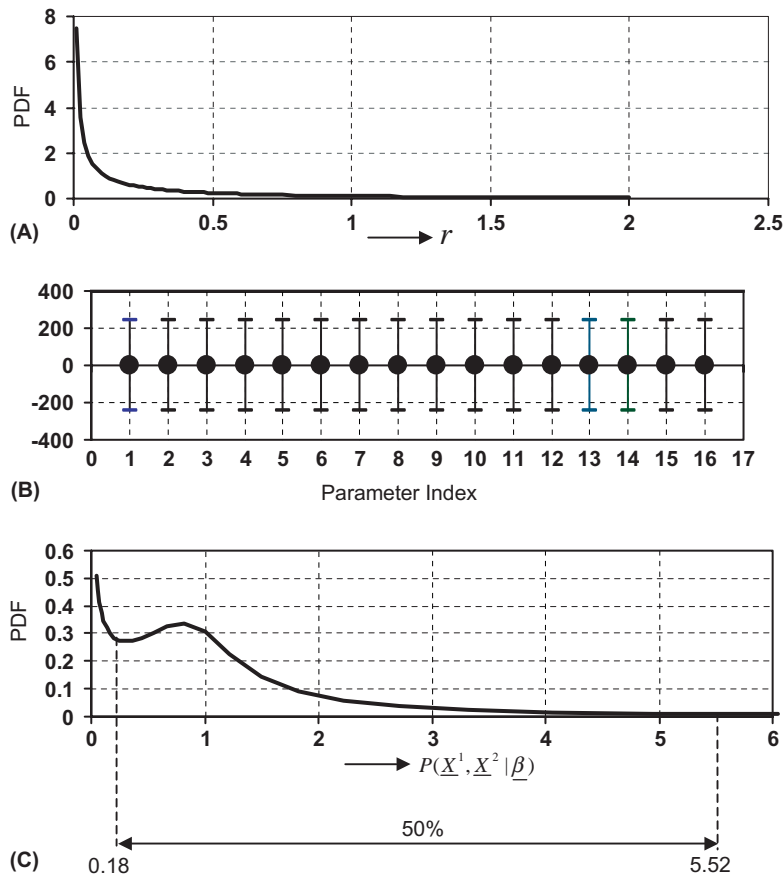 8
6
4
2
0
PDF
0 0.5 1 1.5 2 2.5
(A)
r
400
200
0
-200
-400
0 1 2 3 4 5 6 7 8 9 10 11 12 13 14 15 16 17
(B)
Parameter Index
0.6
0.5
0.4
0.3
0.2
0.1
0
PDF
0 1 2 3 4 5 6
P(X¹, X² | β)
50%
(C)
0.18 5.52